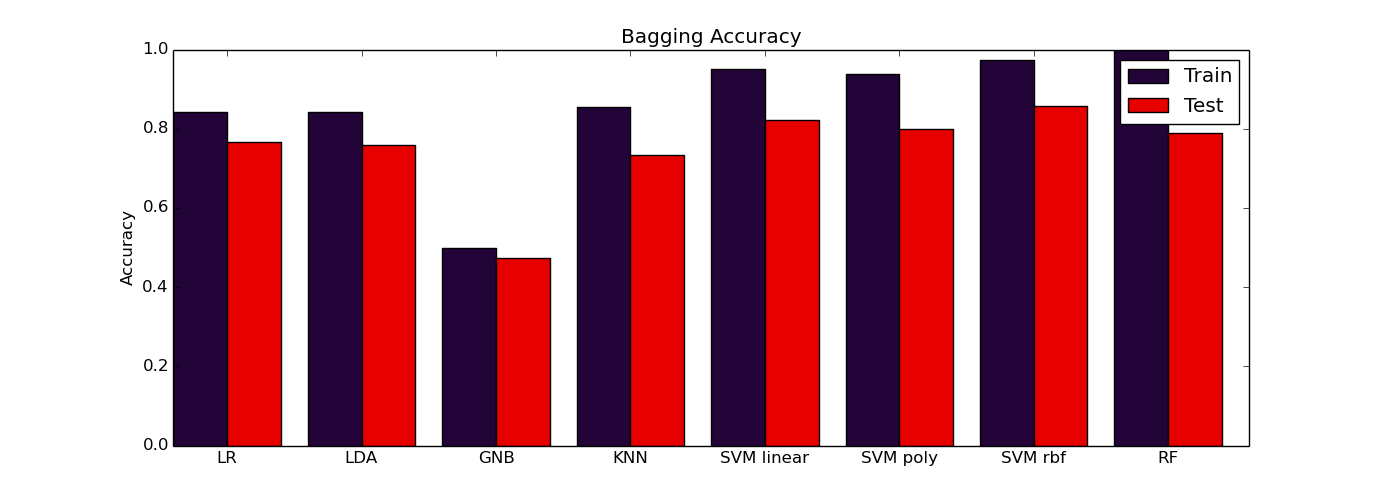 Bagging Accuracy
1.0
0.8
0.6
0.4
0.2
0.0
Accuracy
Train
Test
LR LDA GNB KNN SVM linear SVM poly SVM rbf RF